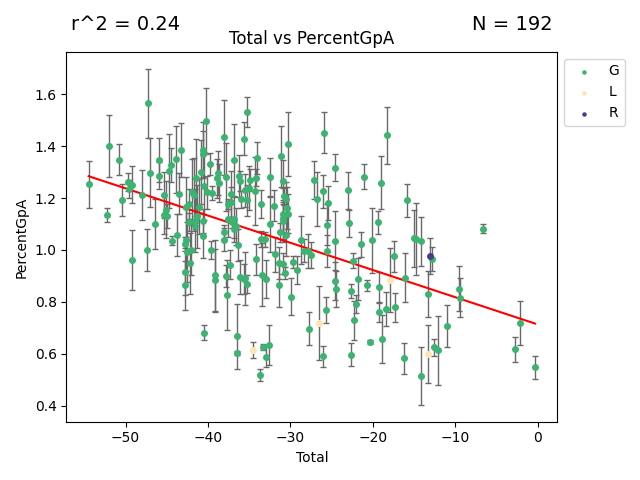 r^2 = 0.24
N = 192
Total vs PercentGpA
G
L
R
1.6
1.4
1.2
1.0
0.8
0.6
0.4
PercentGpA
−50
−40
−30
−20
−10
0
Total